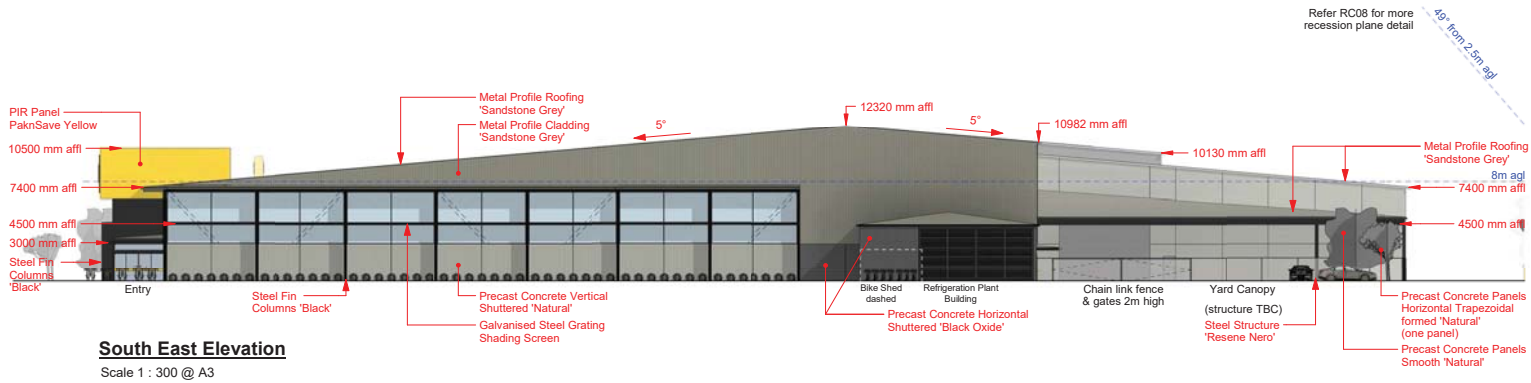 Refer RC08 for more
recession plane detail
49° from 2.5m agl
PIR Panel
PaknSave Yellow
10500 mm affl
7400 mm affl
4500 mm affl
3000 mm affl
Steel Fin
Columns
'Black'
Entry
Metal Profile Roofing
'Sandstone Grey'
Metal Profile Cladding
'Sandstone Grey'
5°
12320 mm affl
5°
10982 mm affl
10130 mm affl
Metal Profile Roofing
'Sandstone Grey'
8m agl
7400 mm affl
4500 mm affl
Steel Fin
Columns 'Black'
Precast Concrete Vertical
Shuttered 'Natural'
Galvanised Steel Grating
Shading Screen
Bike Shed
dashed
Refrigeration Plant
Building
Precast Concrete Horizontal
Shuttered 'Black Oxide'
Chain link fence
& gates 2m high
Yard Canopy
(structure TBC)
Steel Structure
'Resene Nero'
Precast Concrete Panels
Horizontal Trapezoidal
formed 'Natural'
(one panel)
Precast Concrete Panels
Smooth 'Natural'
South East Elevation
Scale 1 : 300 @ A3